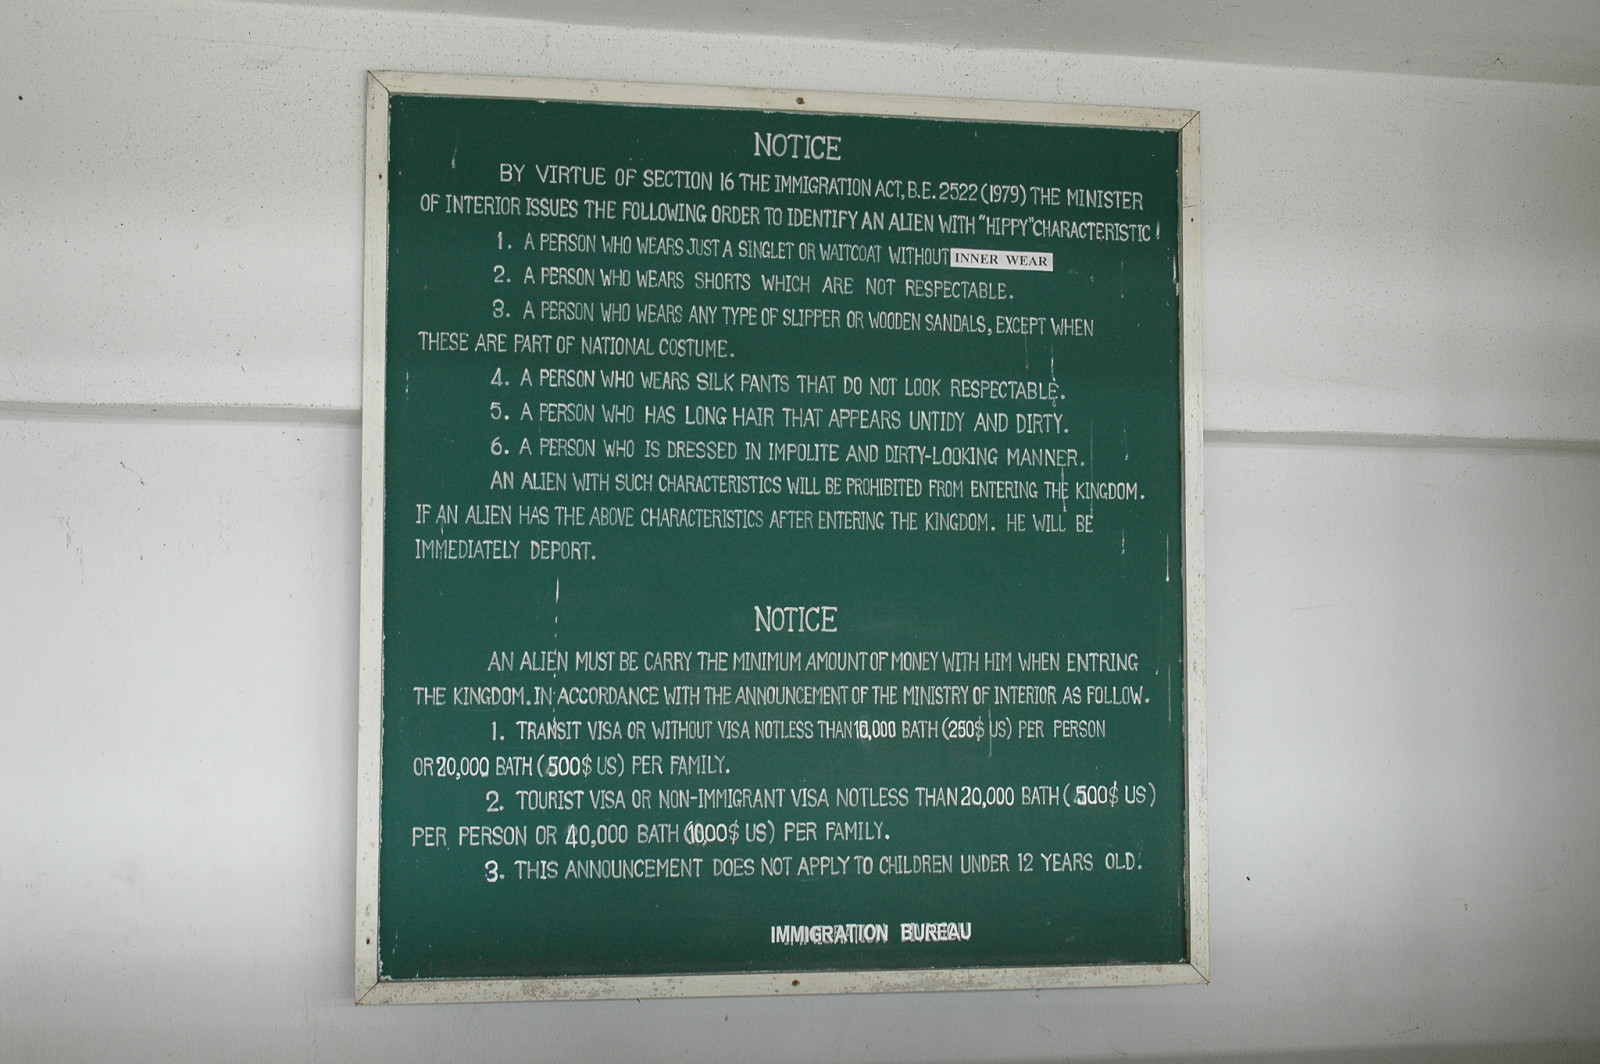 NOTICE
BY VIRTUE OF SECTION 16 THE IMMIGRATION ACT, B.E. 2522 (1979) THE MINISTER
OF INTERIOR ISSUES THE FOLLOWING ORDER TO IDENTIFY AN ALIEN WITH "HIPPY" CHARACTERISTIC :
1. A PERSON WHO WEARS JUST A SINGLET OR WAITCOAT WITHOUT INNER WEAR
2. A PERSON WHO WEARS SHORTS WHICH ARE NOT RESPECTABLE.
3. A PERSON WHO WEARS ANY TYPE OF SLIPPER OR WOODEN SANDALS, EXCEPT WHEN
THESE ARE PART OF NATIONAL COSTUME.
4. A PERSON WHO WEARS SILK PANTS THAT DO NOT LOOK RESPECTABLE.
5. A PERSON WHO HAS LONG HAIR THAT APPEARS UNTIDY AND DIRTY.
6. A PERSON WHO IS DRESSED IN IMPOLITE AND DIRTY-LOOKING MANNER.
AN ALIEN WITH SUCH CHARACTERISTICS WILL BE PROHIBITED FROM ENTERING THE KINGDOM.
IF AN ALIEN HAS THE ABOVE CHARACTERISTICS AFTER ENTERING THE KINGDOM. HE WILL BE
IMMEDIATELY DEPORT.
NOTICE
AN ALIEN MUST BE CARRY THE MINIMUM AMOUNT OF MONEY WITH HIM WHEN ENTRING
THE KINGDOM. IN ACCORDANCE WITH THE ANNOUNCEMENT OF THE MINISTRY OF INTERIOR AS FOLLOW.
1. TRANSIT VISA OR WITHOUT VISA NOTLESS THAN BATH (250$ US) PER PERSON
OR 20,000 BATH (500$ US) PER FAMILY.
2. TOURIST VISA OR NON-IMMIGRANT VISA NOTLESS THAN 20,000 BATH (500$ US)
PER PERSON OR 40,000 BATH (1000$ US) PER FAMILY.
3. THIS ANNOUNCEMENT DOES NOT APPLY TO CHILDREN UNDER 12 YEARS OLD.
IMMIGRATION BUREAU